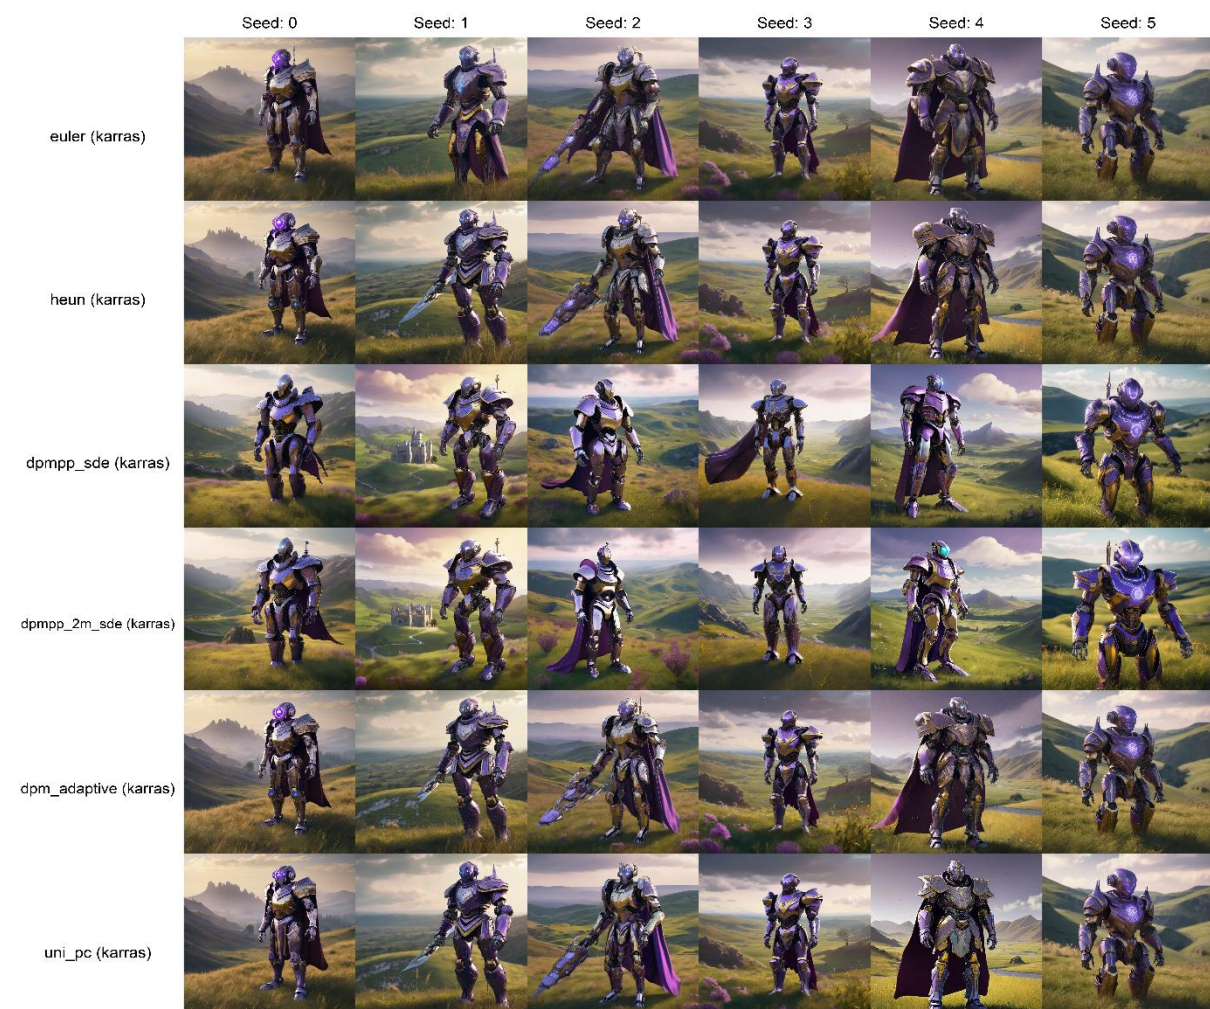 Seed: 0 Seed: 1 Seed: 2 Seed: 3 Seed: 4 Seed: 5
euler (karras)
heun (karras)
dpmpp_sde (karras)
dpmpp_2m_sde (karras)
dpm_adaptive (karras)
uni_pc (karras)